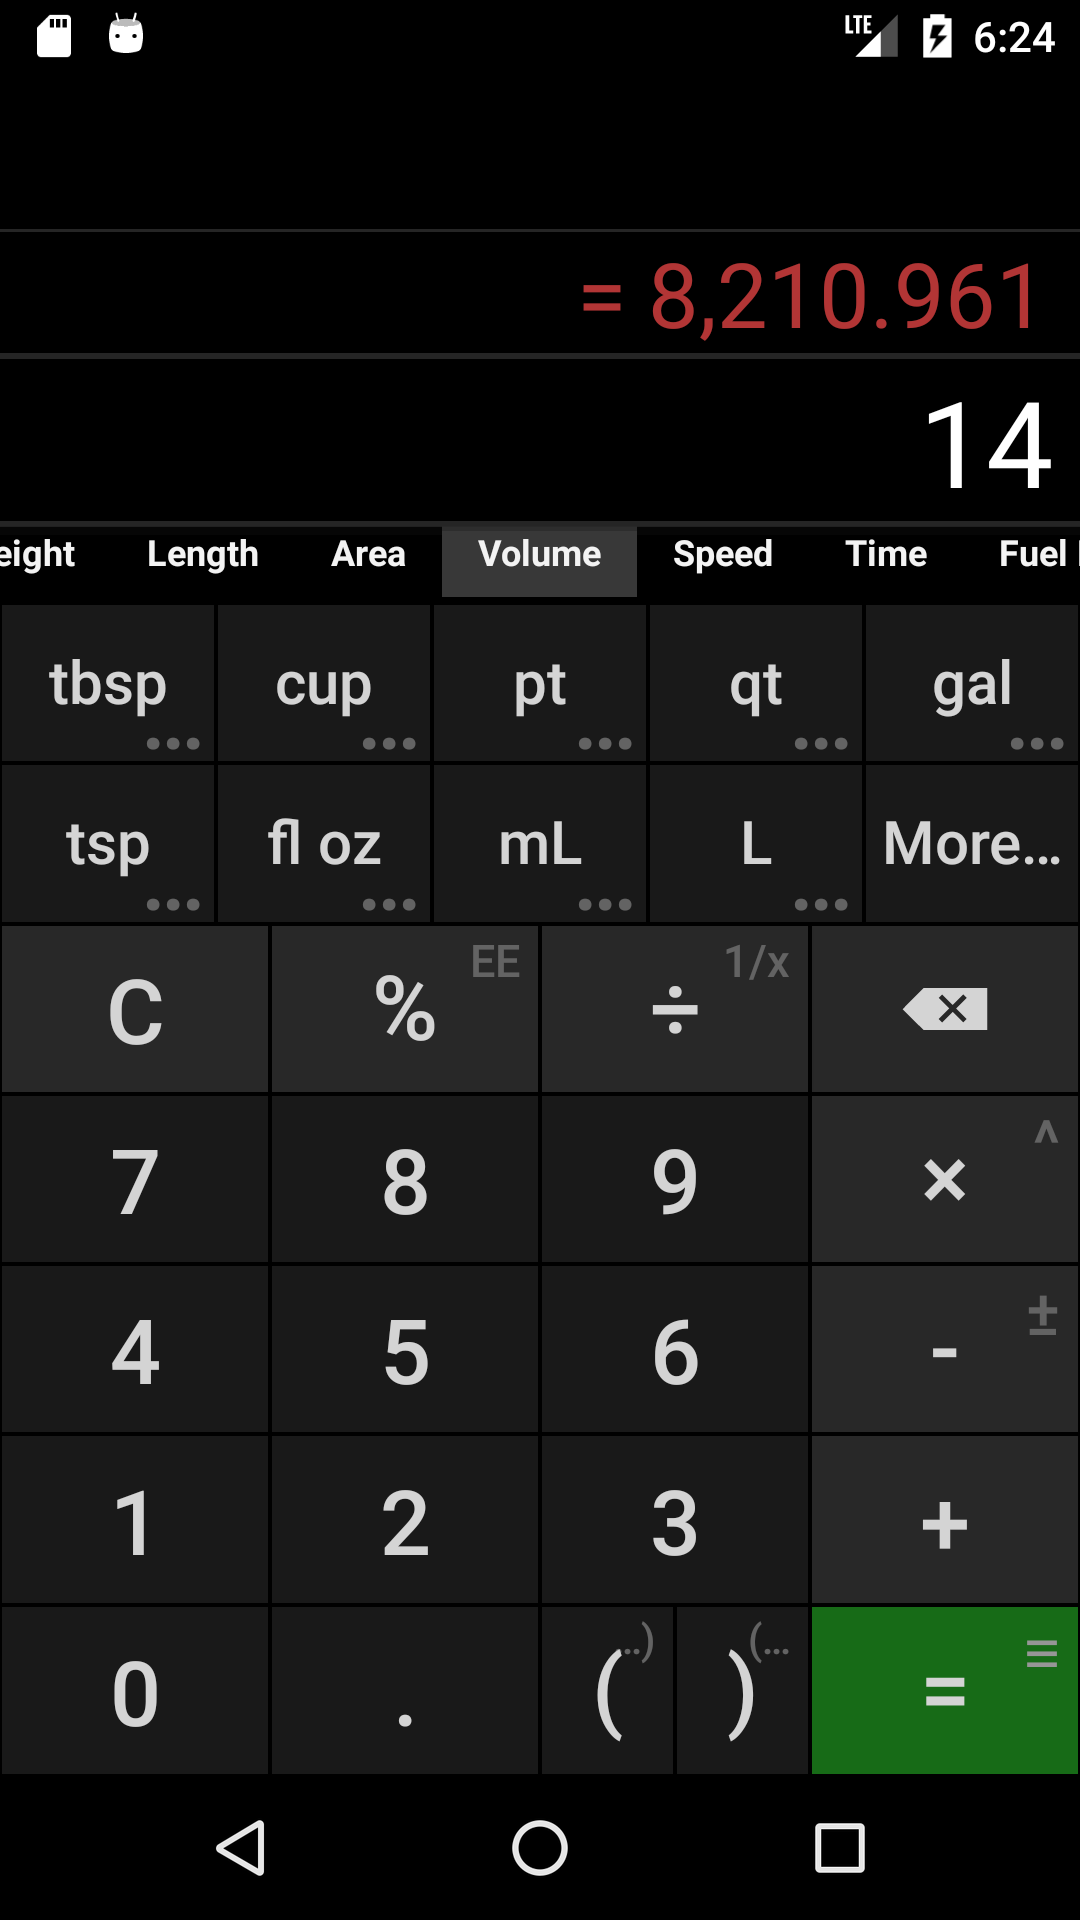 LTE 6:24
= 8,210.961
14
eight Length Area Volume Speed Time Fuel
tbsp cup pt qt gal
... ... ... ... ...
tsp fl oz mL L More...
... ... ... ...
C % EE ÷ 1/x
7 8 9 × ^
4 5 6 - ±
1 2 3 +
0 . ( ..) ) (... =